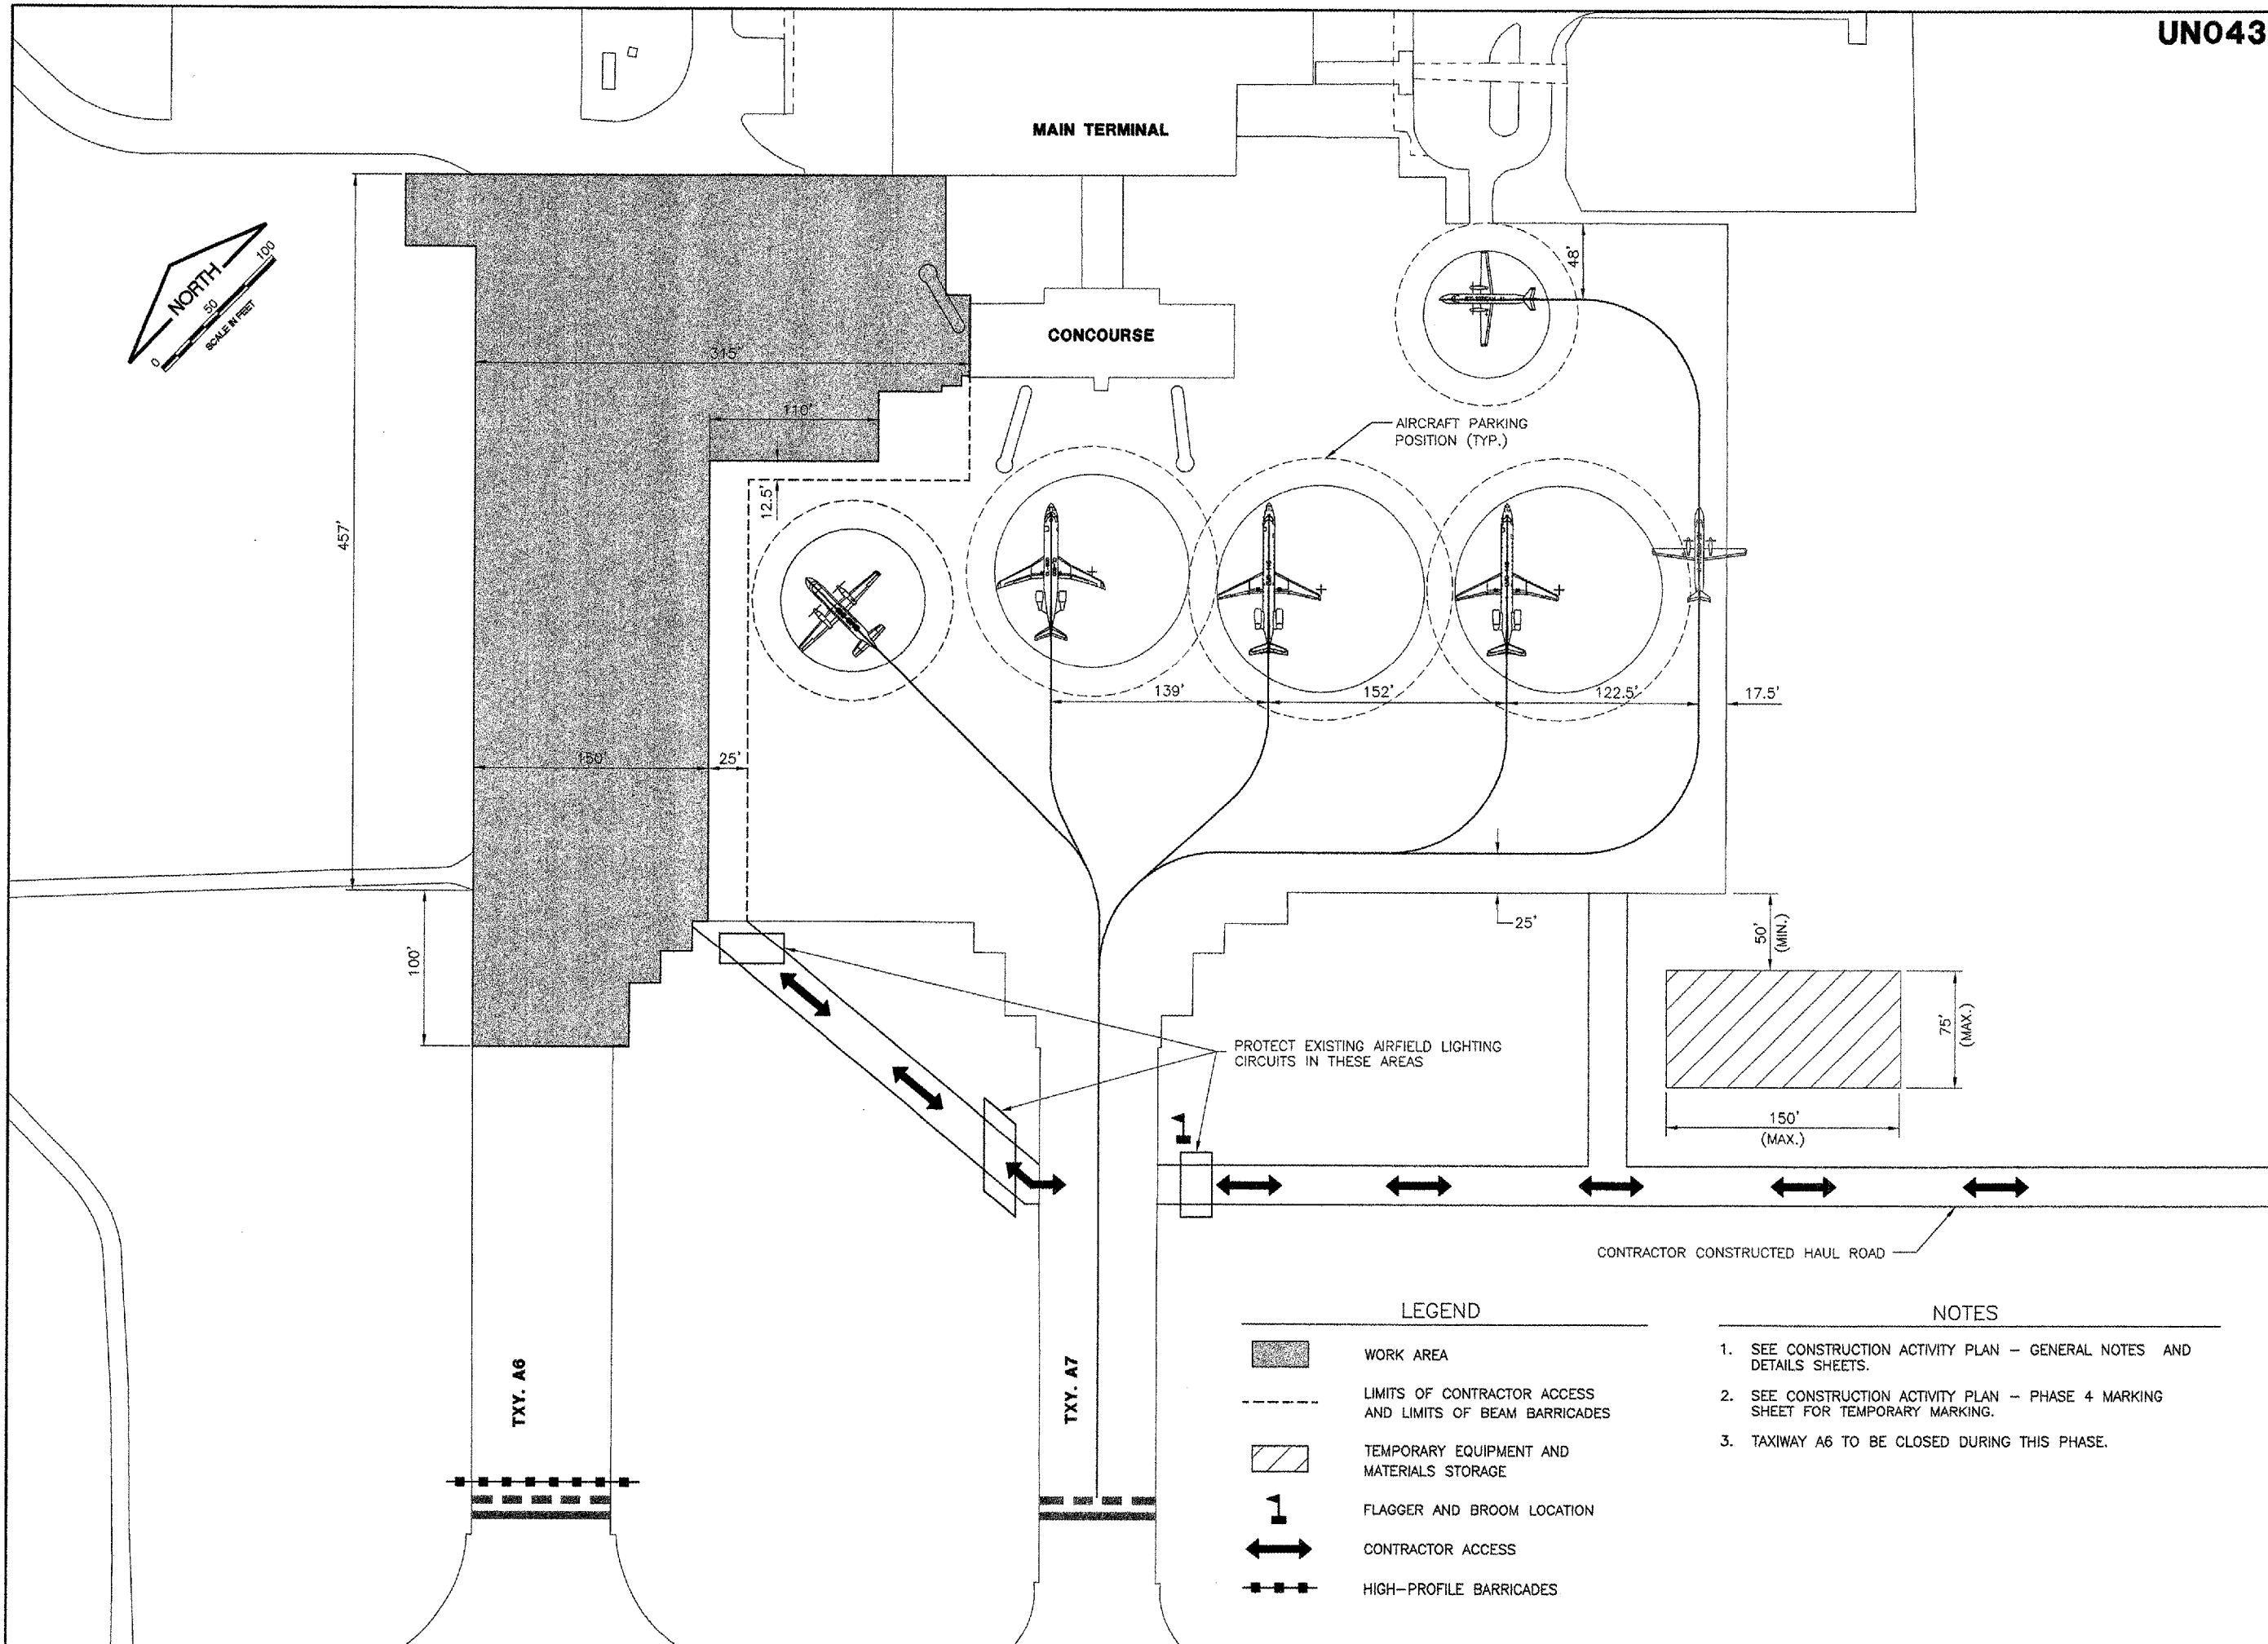 UN043
MAIN TERMINAL
NORTH
0 50 100
SCALE IN FEET
48'
CONCOURSE
315'
110'
AIRCRAFT PARKING
POSITION (TYP.)
12.5'
457'
139'
152'
122.5'
17.5'
150'
25'
25'
50'
(MIN.)
100'
75'
(MAX.)
PROTECT EXISTING AIRFIELD LIGHTING
CIRCUITS IN THESE AREAS
150'
(MAX.)
CONTRACTOR CONSTRUCTED HAUL ROAD
TXY. A6
TXY. A7
LEGEND
WORK AREA
LIMITS OF CONTRACTOR ACCESS
AND LIMITS OF BEAM BARRICADES
TEMPORARY EQUIPMENT AND
MATERIALS STORAGE
FLAGGER AND BROOM LOCATION
CONTRACTOR ACCESS
HIGH-PROFILE BARRICADES
NOTES
1. SEE CONSTRUCTION ACTIVITY PLAN – GENERAL NOTES AND
DETAILS SHEETS.
2. SEE CONSTRUCTION ACTIVITY PLAN – PHASE 4 MARKING
SHEET FOR TEMPORARY MARKING.
3. TAXIWAY A6 TO BE CLOSED DURING THIS PHASE.